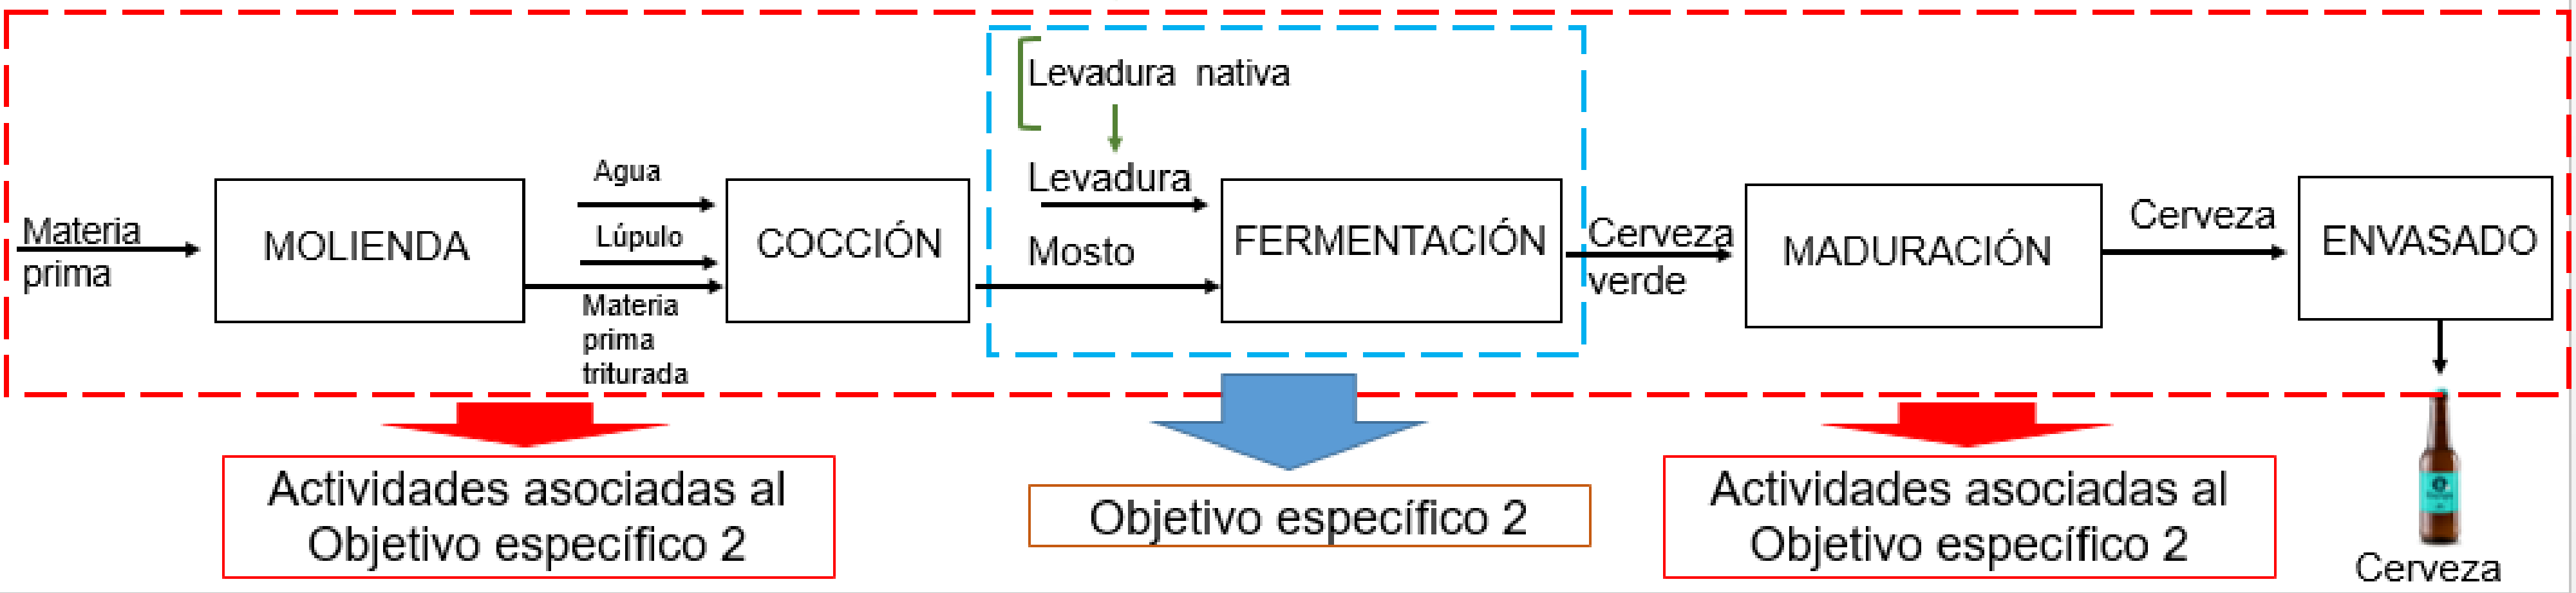 Levadura nativa
Materia
prima
MOLIENDA
Agua
Lúpulo
Materia
prima
triturada
COCCIÓN
Levadura
Mosto
FERMENTACIÓN
Cerveza
verde
MADURACIÓN
Cerveza
ENVASADO
Actividades asociadas al
Objetivo específico 2
Objetivo específico 2
Actividades asociadas al
Objetivo específico 2
Cerveza